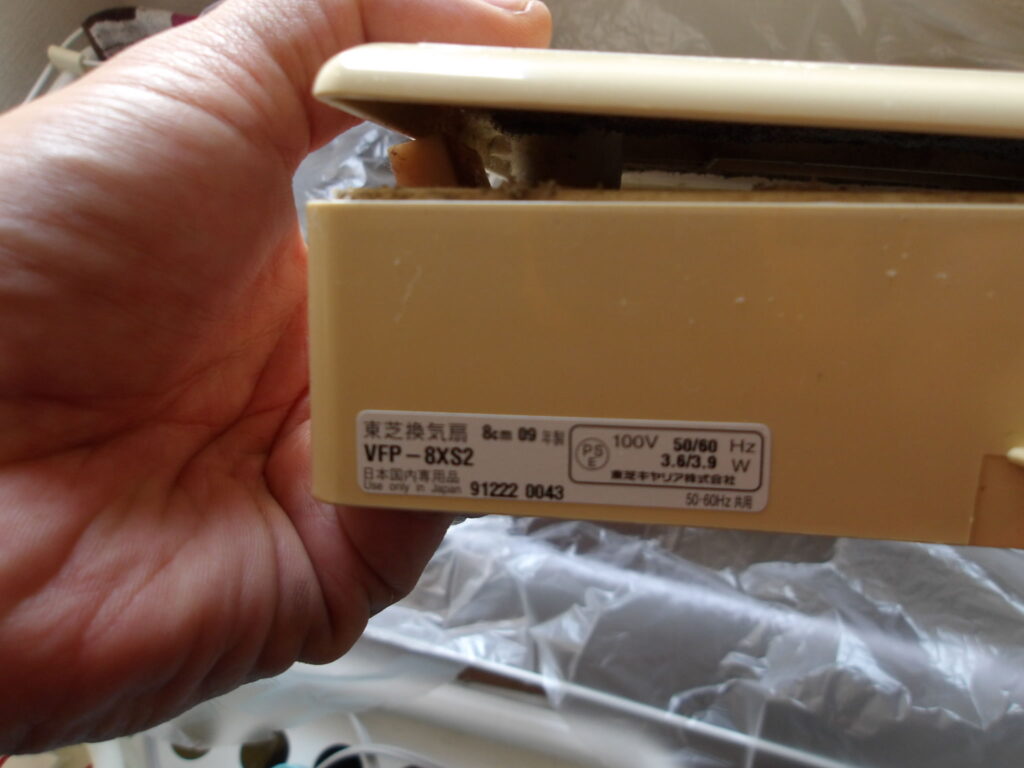 東芝換気扇 8cm 09 年製
VFP-8XS2
日本国内専用品
Use only in Japan 91222 0043
PS
E
100V 50/60 Hz
3.6/3.9 W
東芝キヤリア株式会社
50-60Hz 共用